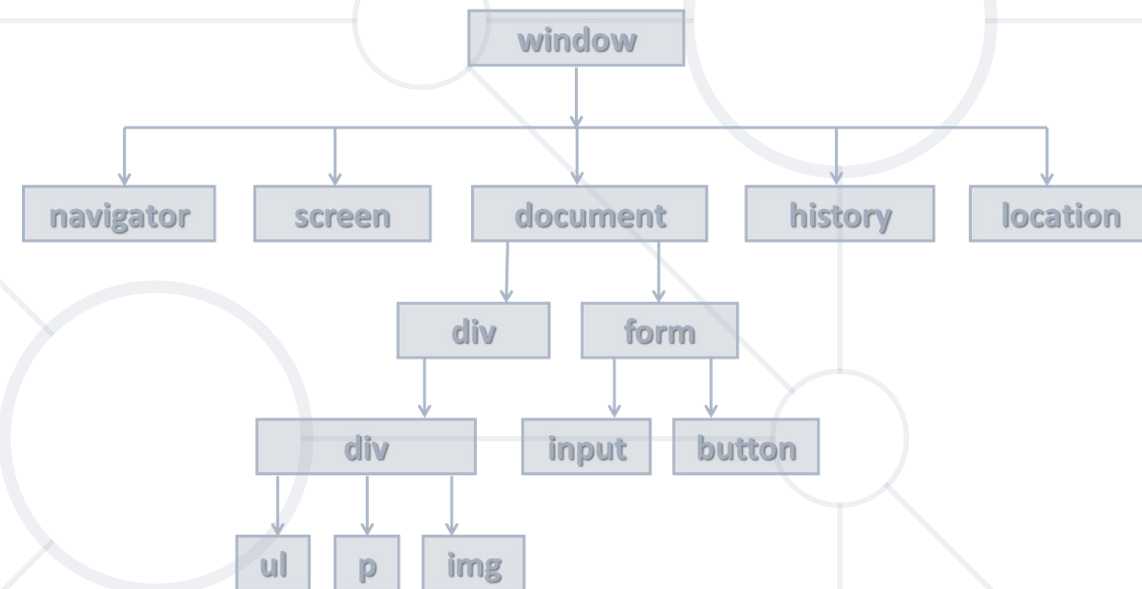 window
navigator
screen
document
history
location
div
form
div
input
button
ul
p
img